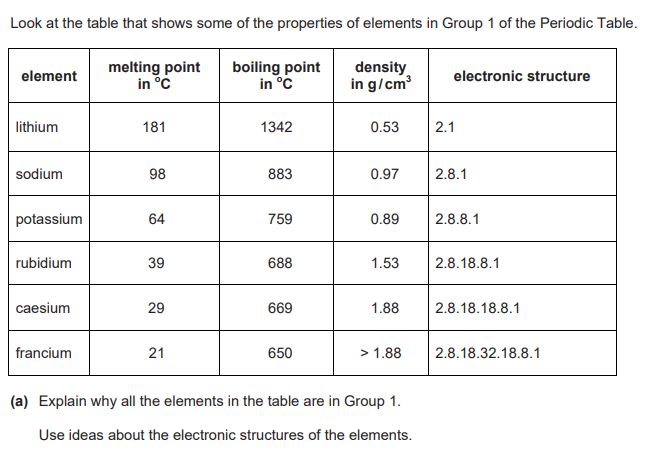 Look at the table that shows some of the properties of elements in Group 1 of the Periodic Table.
element melting point in °C boiling point in °C density in g/cm³ electronic structure
lithium 181 1342 0.53 2.1
sodium 98 883 0.97 2.8.1
potassium 64 759 0.89 2.8.8.1
rubidium 39 688 1.53 2.8.18.8.1
caesium 29 669 1.88 2.8.18.18.8.1
francium 21 650 > 1.88 2.8.18.32.18.8.1
(a) Explain why all the elements in the table are in Group 1.
Use ideas about the electronic structures of the elements.